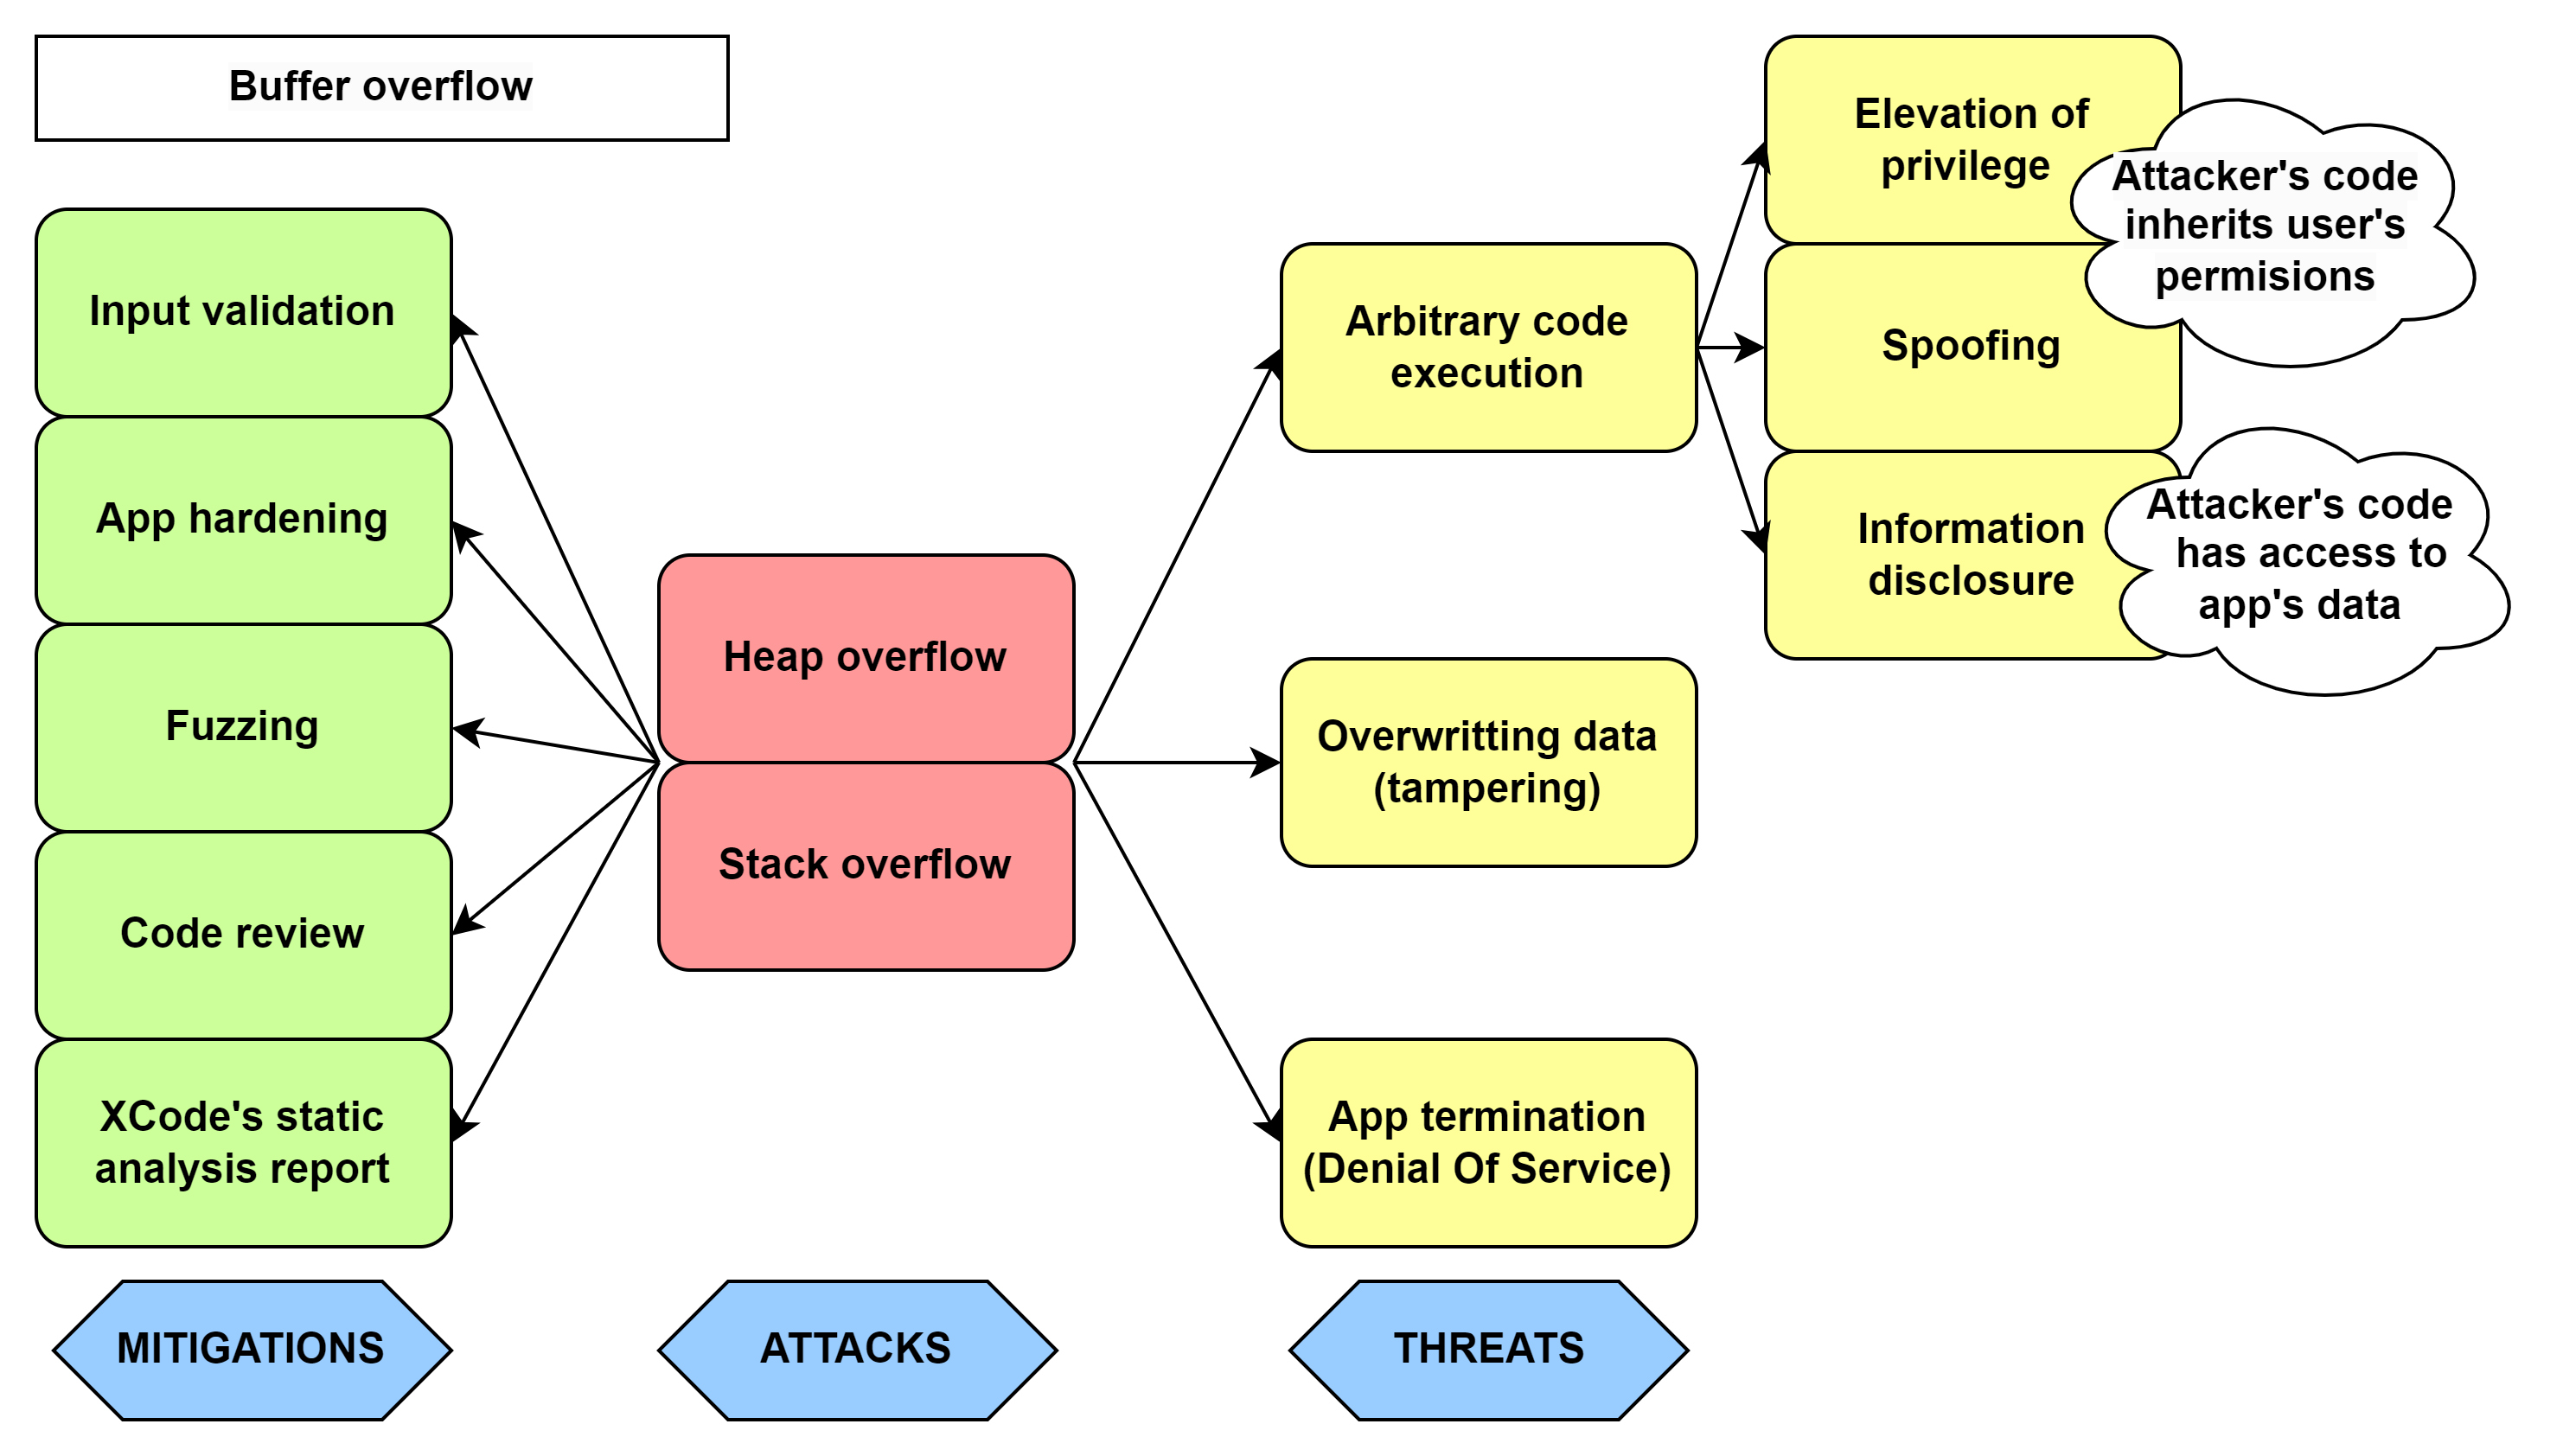 Buffer overflow
Input validation
App hardening
Fuzzing
Code review
XCode's static
analysis report
MITIGATIONS
Heap overflow
Stack overflow
ATTACKS
Arbitrary code
execution
Overwritting data
(tampering)
App termination
(Denial Of Service)
THREATS
Elevation of
privilege
Spoofing
Information
disclosure
Attacker's code
inherits user's
permisions
Attacker's code
has access to
app's data